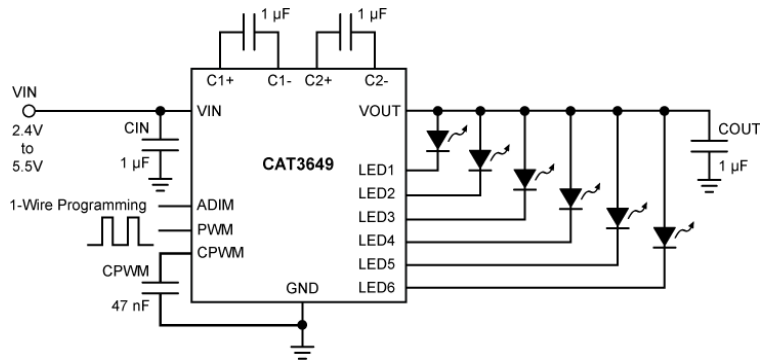 1 µF
1 µF
C1+
C1-
C2+
C2-
VIN
VIN
VOUT
2.4V
to
5.5V
CIN
1 µF
COUT
1 µF
CAT3649
LED1
LED2
1-Wire Programming
ADIM
LED3
PWM
LED4
CPWM
CPWM
LED5
47 nF
GND
LED6